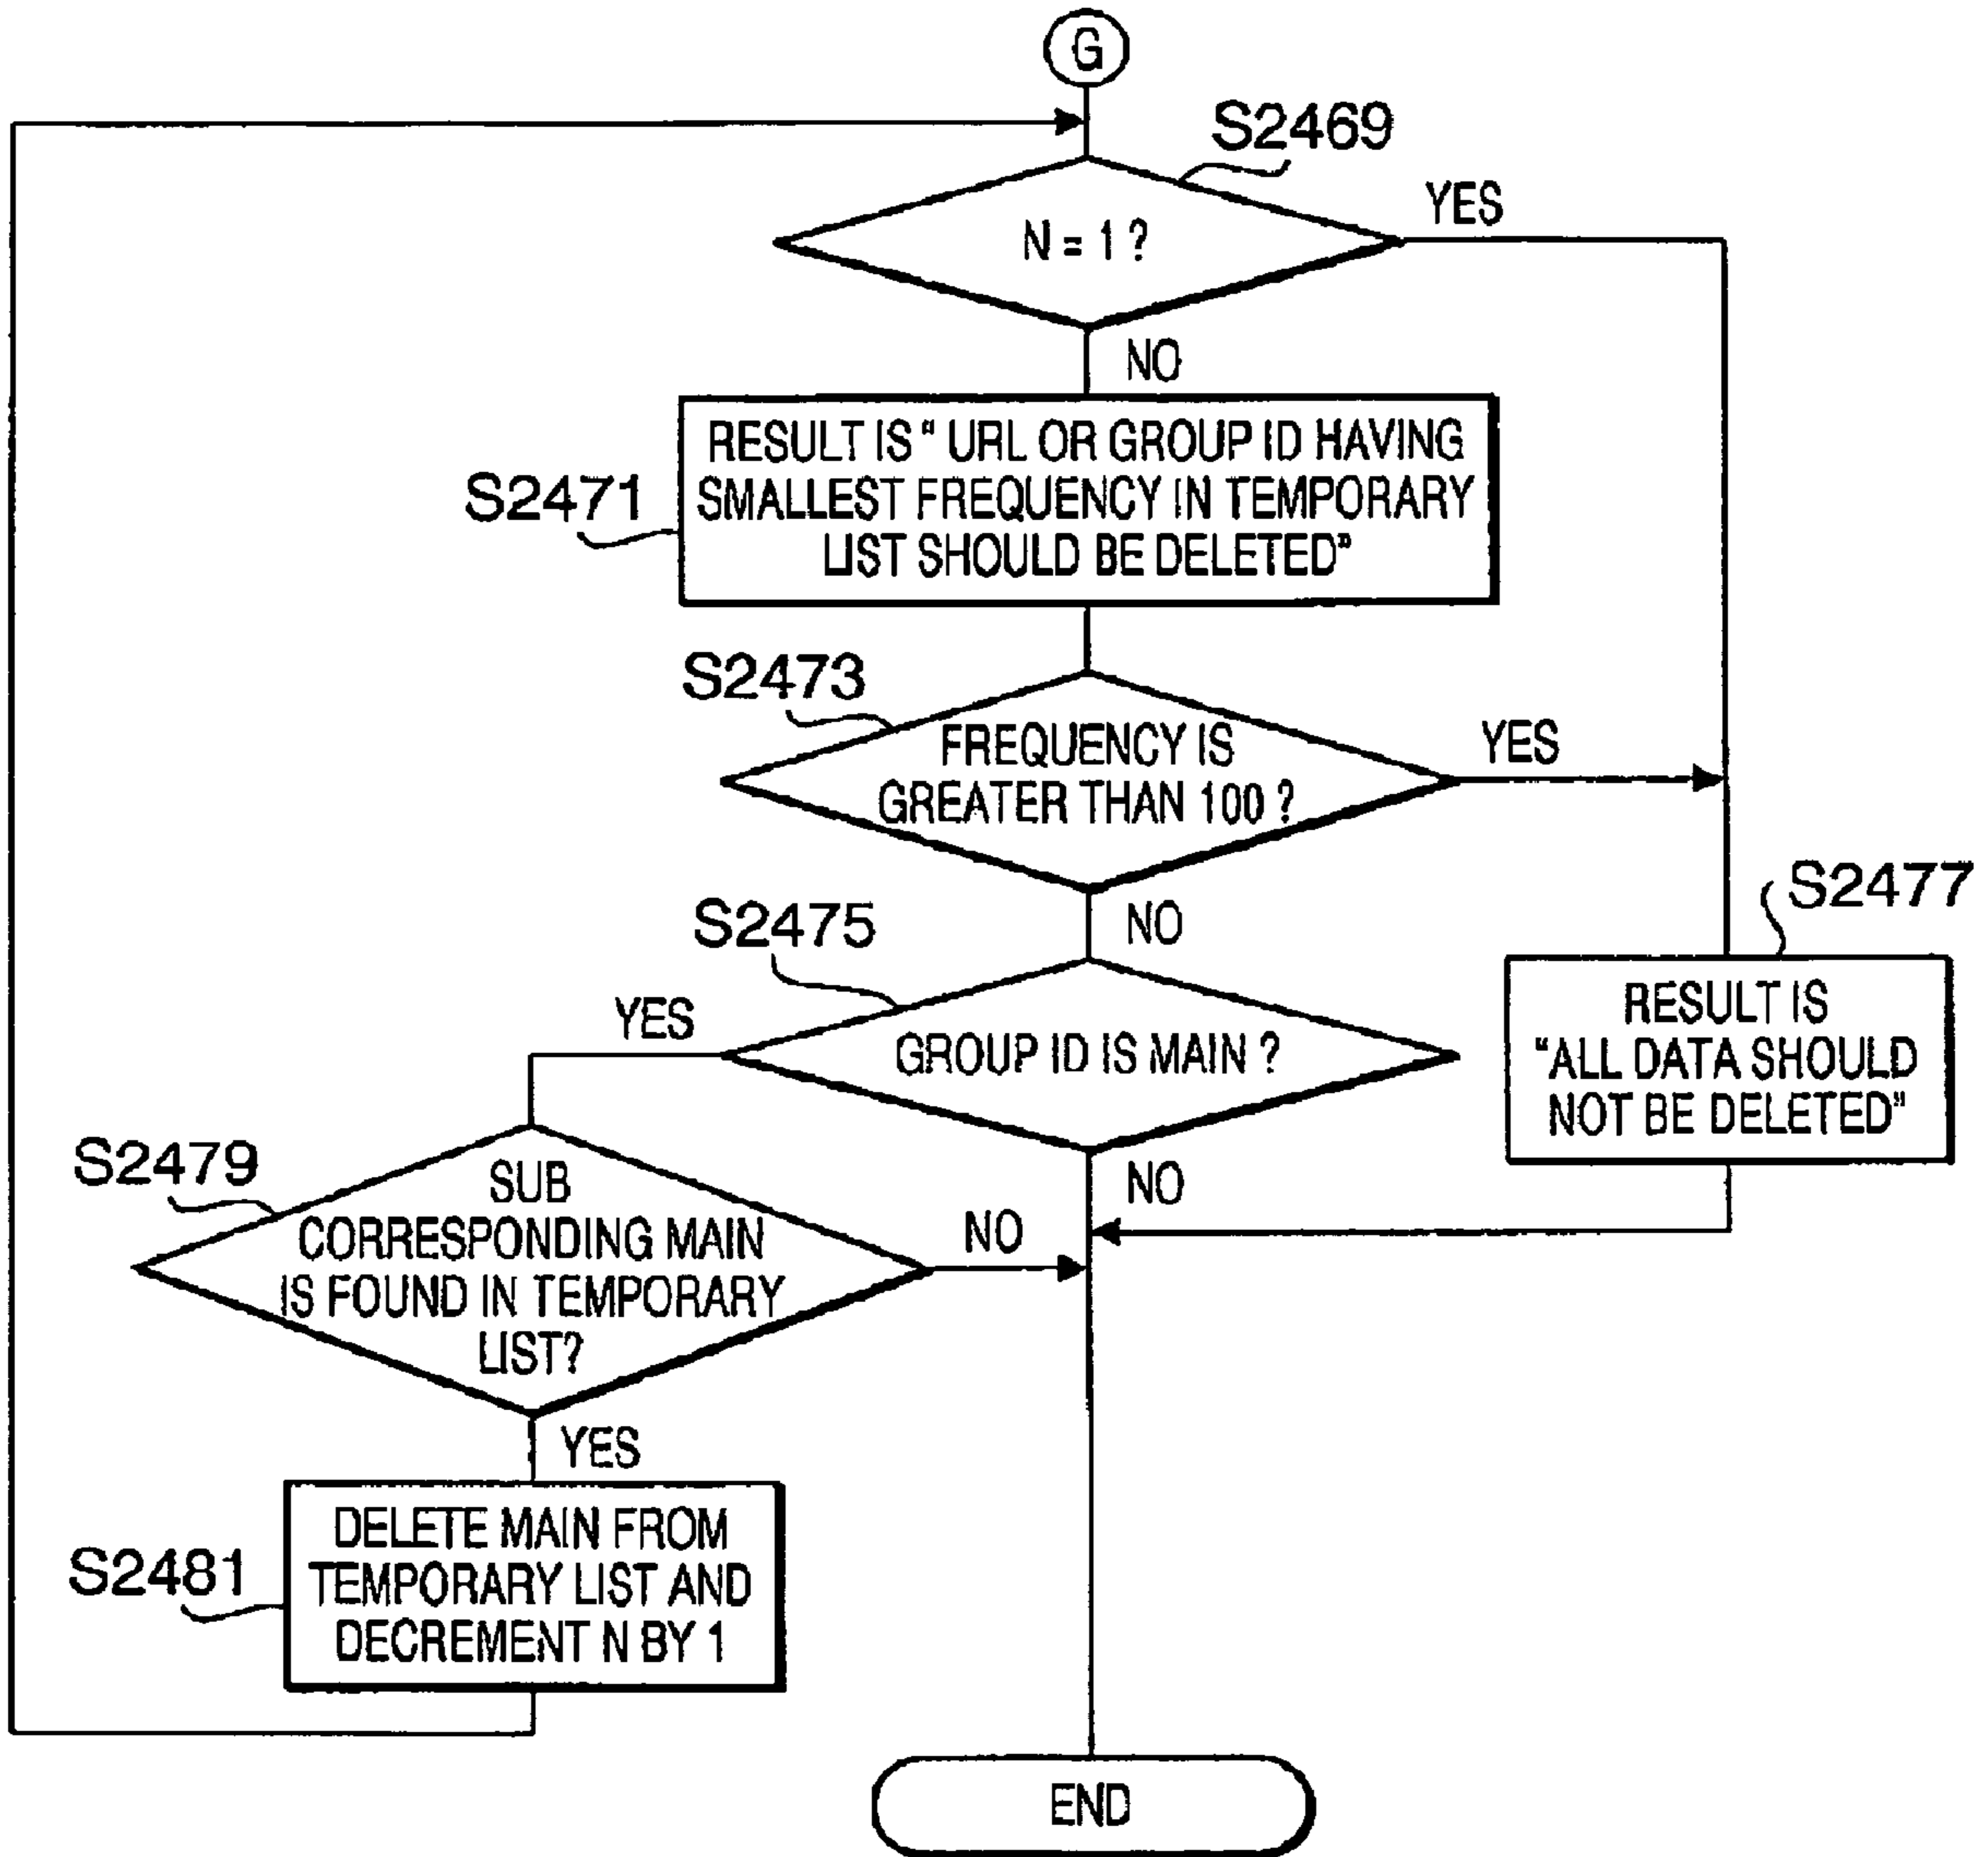 G
S2469
N = 1 ?
YES
NO
S2471
RESULT IS " URL OR GROUP ID HAVING
SMALLEST FREQUENCY IN TEMPORARY
LIST SHOULD BE DELETED"
S2473
FREQUENCY IS
GREATER THAN 100 ?
YES
NO
S2475
GROUP ID IS MAIN ?
YES
NO
S2477
RESULT IS
"ALL DATA SHOULD
NOT BE DELETED"
S2479
SUB
CORRESPONDING MAIN
IS FOUND IN TEMPORARY
LIST?
NO
YES
S2481
DELETE MAIN FROM
TEMPORARY LIST AND
DECREMENT N BY 1
END